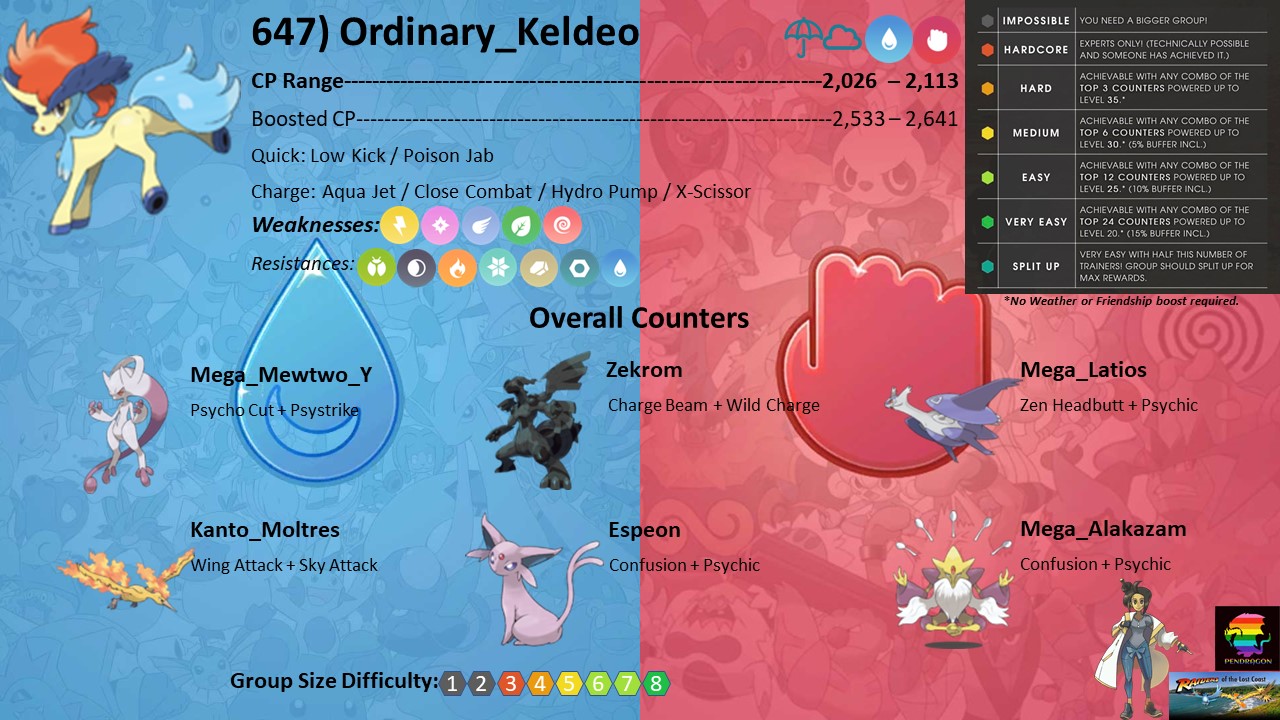 647) Ordinary_Keldeo
CP Range--------------------------------------------------------------------2,026 – 2,113
Boosted CP--------------------------------------------------------------------2,533 – 2,641
Quick: Low Kick / Poison Jab
Charge: Aqua Jet / Close Combat / Hydro Pump / X-Scissor
Weaknesses:
Resistances:
IMPOSSIBLE YOU NEED A BIGGER GROUP!
HARDCORE EXPERTS ONLY! (TECHNICALLY POSSIBLE
AND SOMEONE HAS ACHIEVED IT.)
HARD ACHIEVABLE WITH ANY COMBO OF THE
TOP 3 COUNTERS POWERED UP TO
LEVEL 35.*
MEDIUM ACHIEVABLE WITH ANY COMBO OF THE
TOP 6 COUNTERS POWERED UP TO
LEVEL 30.* (5% BUFFER INCL.)
EASY ACHIEVABLE WITH ANY COMBO OF THE
TOP 12 COUNTERS POWERED UP TO
LEVEL 25.* (10% BUFFER INCL.)
VERY EASY ACHIEVABLE WITH ANY COMBO OF THE
TOP 24 COUNTERS POWERED UP TO
LEVEL 20.* (15% BUFFER INCL.)
SPLIT UP VERY EASY WITH HALF THIS NUMBER OF
TRAINERS! GROUP SHOULD SPLIT UP FOR
MAX REWARDS.
*No Weather or Friendship boost required.
Overall Counters
Mega_Mewtwo_Y
Psycho Cut + Psystrike
Zekrom
Charge Beam + Wild Charge
Mega_Latios
Zen Headbutt + Psychic
Kanto_Moltres
Wing Attack + Sky Attack
Espeon
Confusion + Psychic
Mega_Alakazam
Confusion + Psychic
Group Size Difficulty: 1 2 3 4 5 6 7 8
PENDRAGON
RAIDERS of the Lost Coast